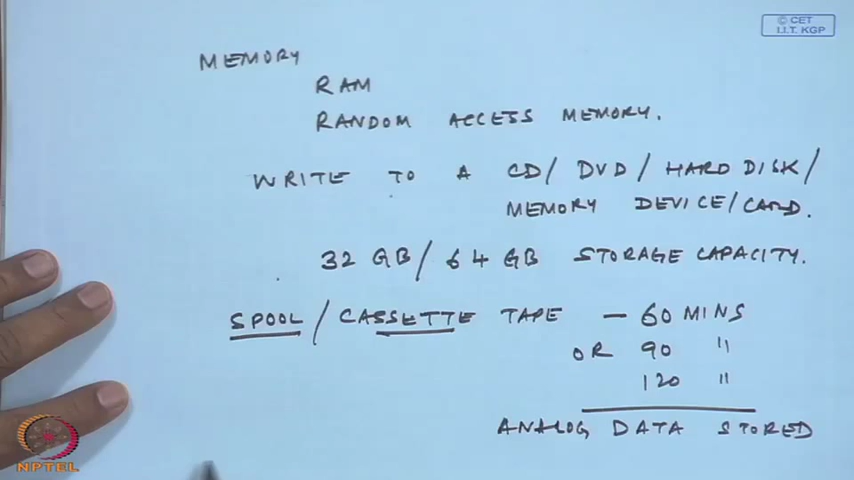 © CET
I.I.T. KGP
MEMORY
RAM
RANDOM ACCESS MEMORY.
WRITE TO A CD/ DVD/ HARD DISK/
MEMORY DEVICE/CARD.
32 GB/ 64 GB STORAGE CAPACITY.
SPOOL / CASSETTE TAPE - 60 MINS
OR 90 "
120 "
ANALOG DATA STORED
NPTEL